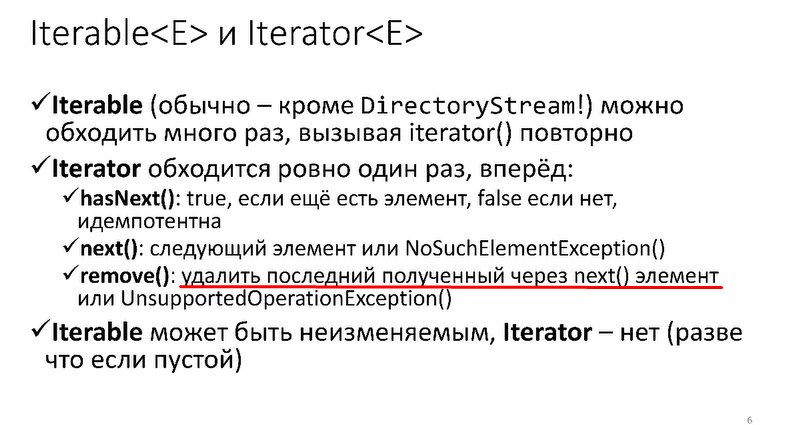 Iterable<E> и Iterator<E>
✓Iterable (обычно – кроме DirectoryStream!) можно
обходить много раз, вызывая iterator() повторно
✓Iterator обходится ровно один раз, вперёд:
✓hasNext(): true, если ещё есть элемент, false если нет,
идемпотентна
✓next(): следующий элемент или NoSuchElementException()
✓remove(): удалить последний полученный через next() элемент
или UnsupportedOperationException()
✓Iterable может быть неизменяемым, Iterator – нет (разве
что если пустой)
6